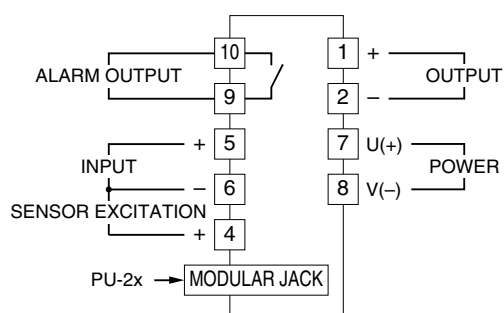 10
1 +
ALARM OUTPUT
OUTPUT
9
2 –
+ 5
7 U(+)
INPUT
POWER
– 6
8 V(–)
SENSOR EXCITATION
+ 4
PU-2x
MODULAR JACK